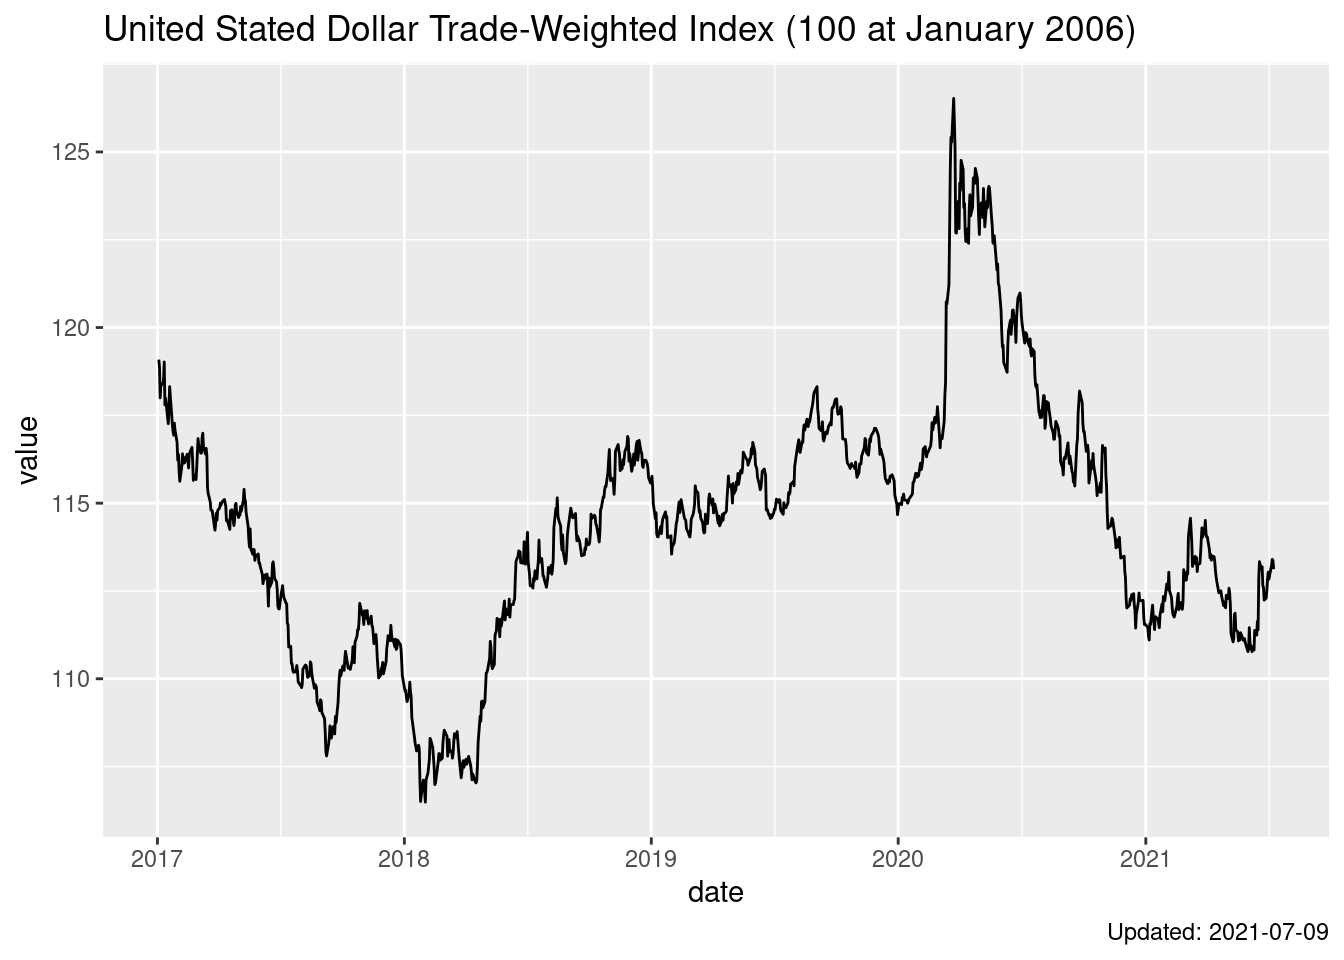 United Stated Dollar Trade-Weighted Index (100 at January 2006)
125
120
115
110
value
2017 2018 2019 2020 2021
date
Updated: 2021-07-09